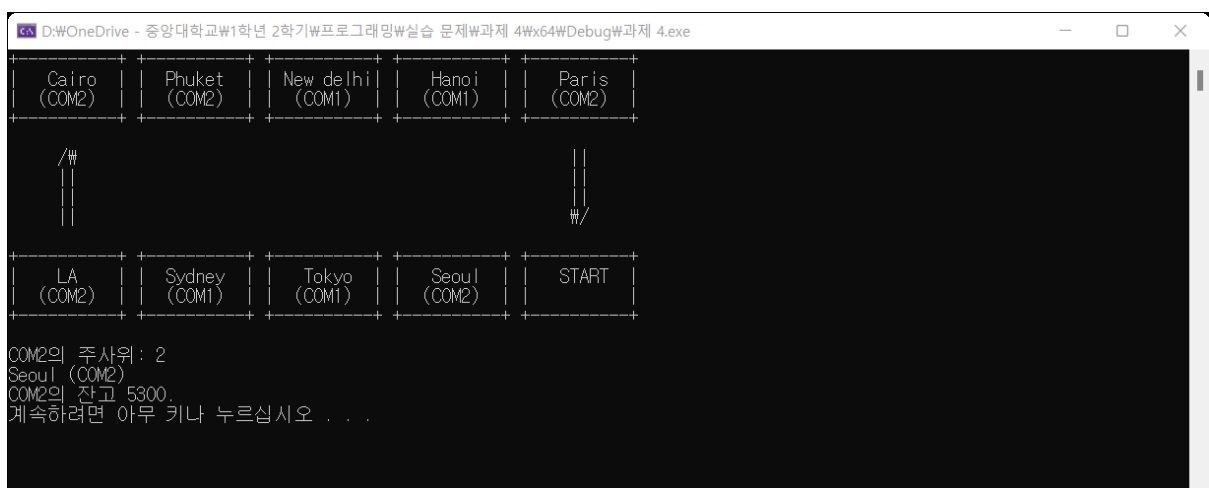 D:₩OneDrive - 중앙대학교₩1학년 2학기₩프로그래밍₩실습 문제₩과제 4₩x64₩Debug₩과제 4.exe
+----------+ +----------+ +----------+ +----------+ +----------+
|   Cairo  | |  Phuket  | |New delhi| |   Hanoi  | |   Paris  |
|  (COM2)  | |  (COM2)  | |  (COM1)  | |  (COM1)  | |  (COM2)  |
+----------+ +----------+ +----------+ +----------+ +----------+
/₩ ||
|| ||
|| ||
|| ₩/
+----------+ +----------+ +----------+ +----------+ +----------+
|    LA    | |  Sydney  | |   Tokyo  | |   Seoul  | |   START  |
|  (COM2)  | |  (COM1)  | |  (COM1)  | |  (COM2)  | |          |
+----------+ +----------+ +----------+ +----------+ +----------+
COM2의 주사위: 2
Seoul (COM2)
COM2의 잔고 5300.
계속하려면 아무 키나 누르십시오 . . .